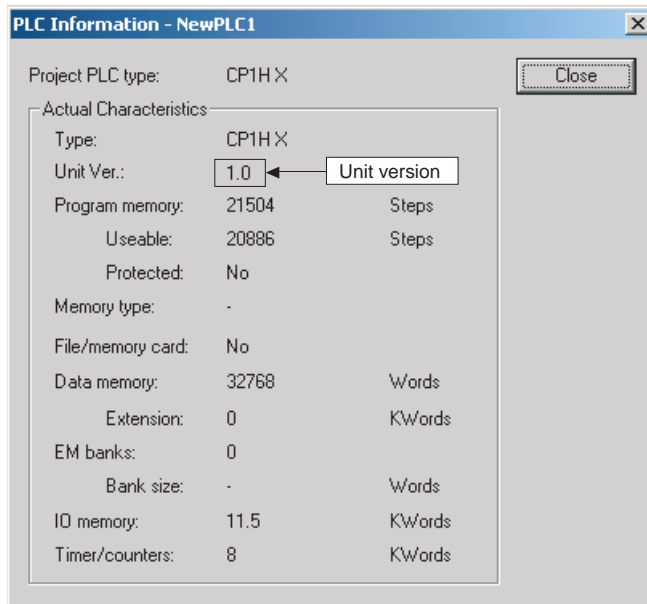 PLC Information - NewPLC1
Project PLC type: CP1H X Close
Actual Characteristics
Type: CP1H X
Unit Ver.: 1.0 Unit version
Program memory: 21504 Steps
Useable: 20886 Steps
Protected: No
Memory type: -
File/memory card: No
Data memory: 32768 Words
Extension: 0 KWords
EM banks: 0
Bank size: - Words
IO memory: 11.5 KWords
Timer/counters: 8 KWords